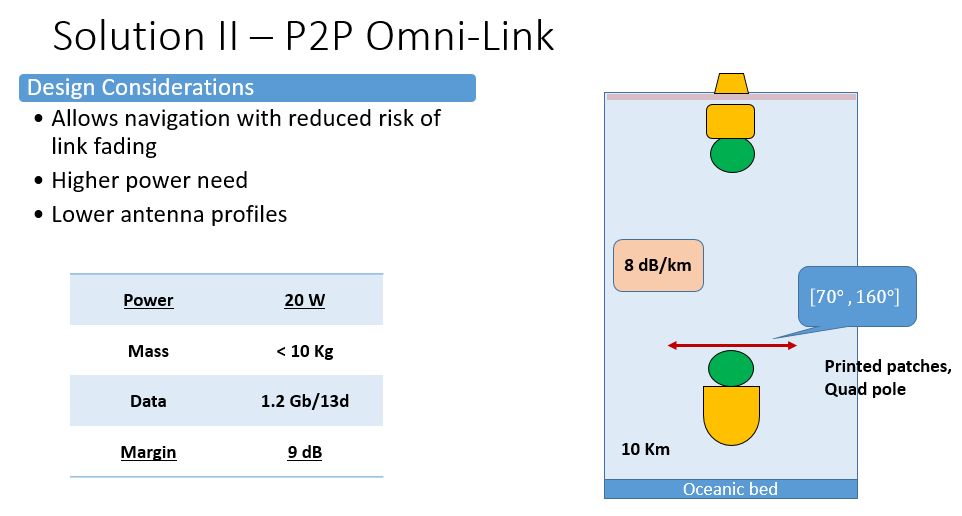 Solution II – P2P Omni-Link
Design Considerations
• Allows navigation with reduced risk of
link fading
• Higher power need
• Lower antenna profiles
Power 20 W
Mass < 10 Kg
Data 1.2 Gb/13d
Margin 9 dB
8 dB/km
[70°, 160°]
Printed patches,
Quad pole
10 Km
Oceanic bed